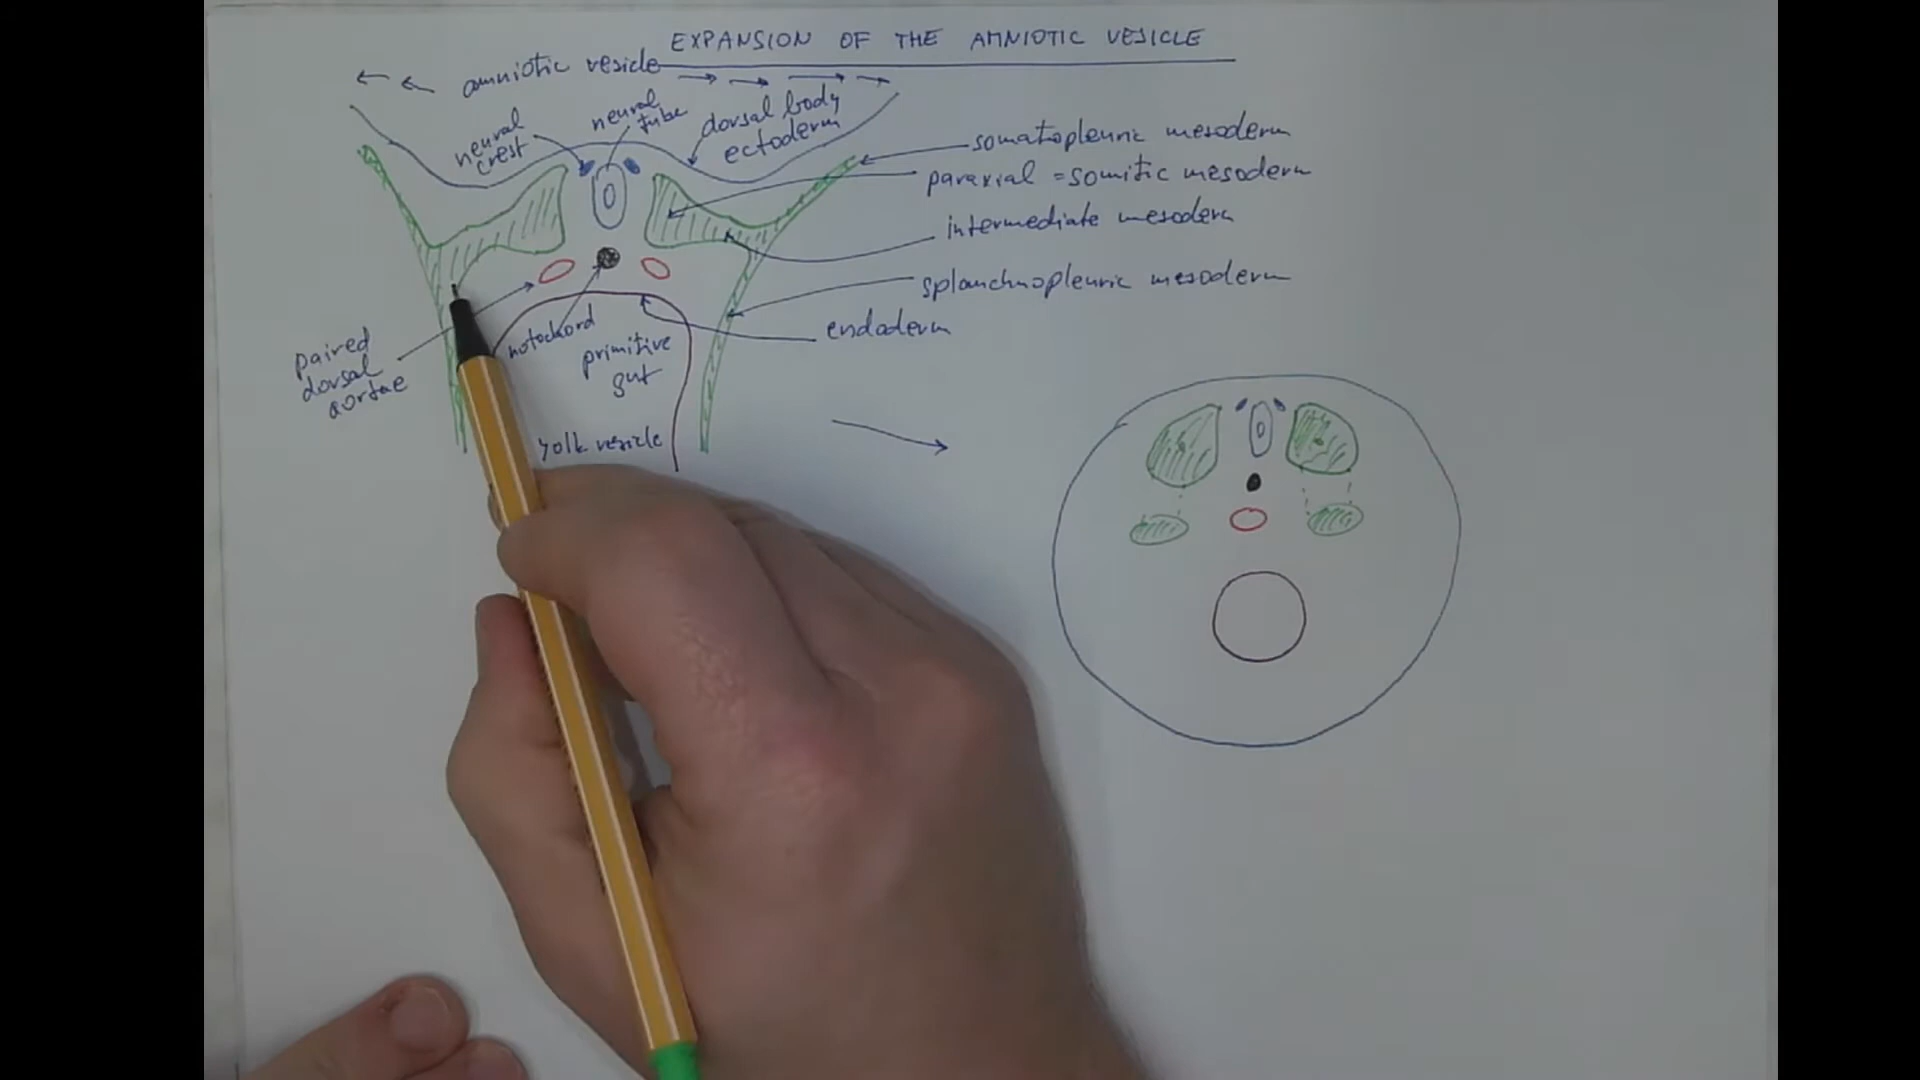 EXPANSION OF THE AMNIOTIC VESICLE
amniotic vesicle
neural
crest
neural
tube
dorsal body
ectoderm
somatopleuric mesoderm
paraxial = somitic mesoderm
intermediate mesoderm
splanchnopleuric mesoderm
endoderm
paired
dorsal
aortae
notochord
primitive
gut
yolk vesicle